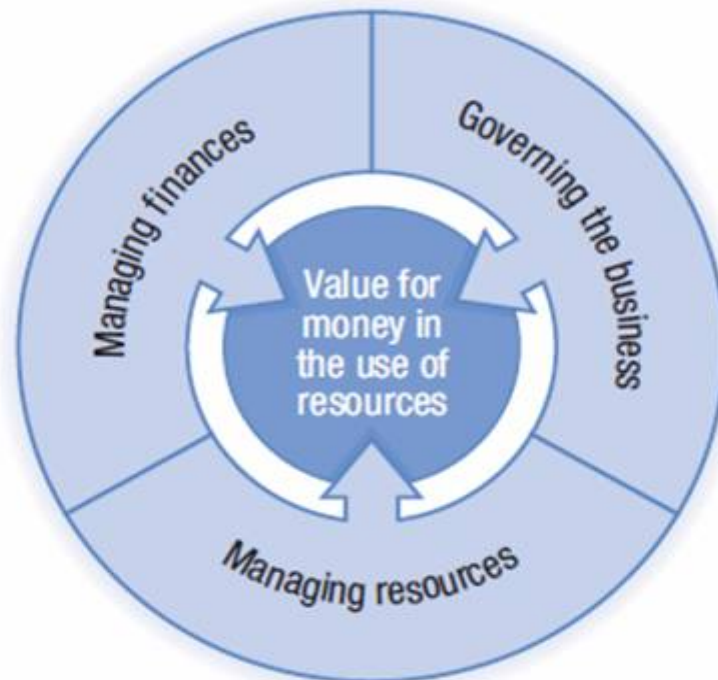 Managing finances
Governing the business
Value for
money in
the use of
resources
Managing resources